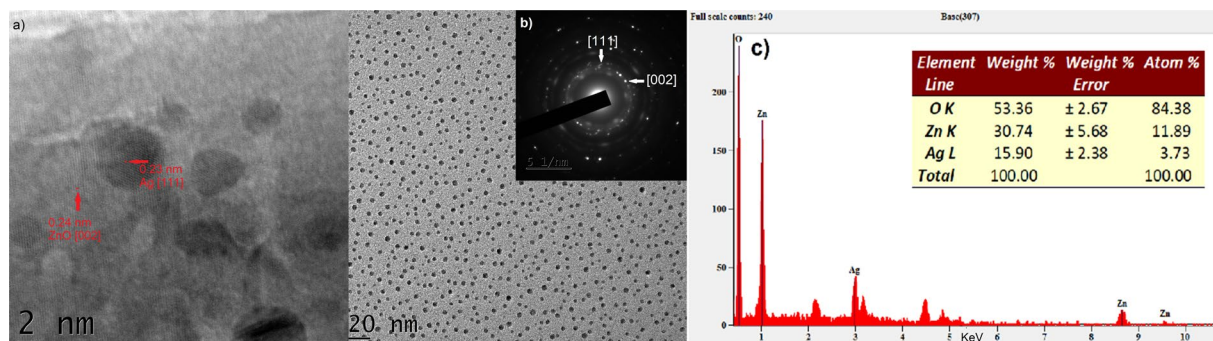 a)
0.23 nm
Ag [111]
0.24 nm
ZnO [002]
2 nm
20 nm
b)
[111]
[002]
5 1/nm
Full scale counts: 240
Base(307)
c)
O
Zn
Ag
Zn
Zn
200
150
100
50
0
1
2
3
4
5
6
7
8
9
10
KeV
Element Line Weight % Weight % Error Atom %
O K 53.36 ± 2.67 84.38
Zn K 30.74 ± 5.68 11.89
Ag L 15.90 ± 2.38 3.73
Total 100.00 100.00